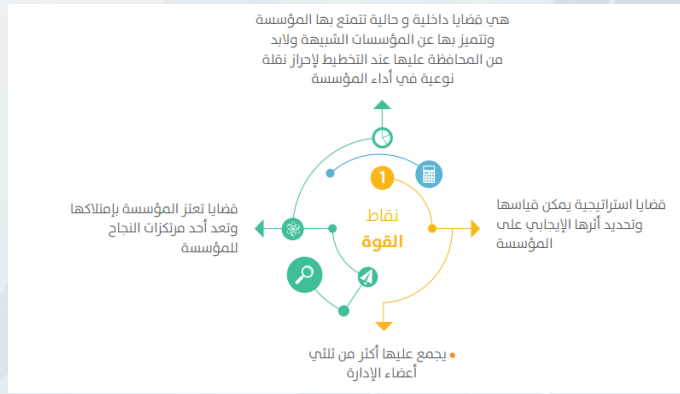 هي قضايا داخلية و حالية تتمتع بها المؤسسة
وتتميز بها عن المؤسسات الشبيهة ولابد
من المحافظة عليها عند التخطيط لإحراز نقلة
نوعية في أداء المؤسسة
1
نقاط
القوة
قضايا استراتيجية يمكن قياسها
وتحديد أثرها الإيجابي على
المؤسسة
قضايا تعتز المؤسسة بإمتلاكها
وتعد أحد مرتكزات النجاح
للمؤسسة
• يجمع عليها أكثر من ثلثي
أعضاء الإدارة